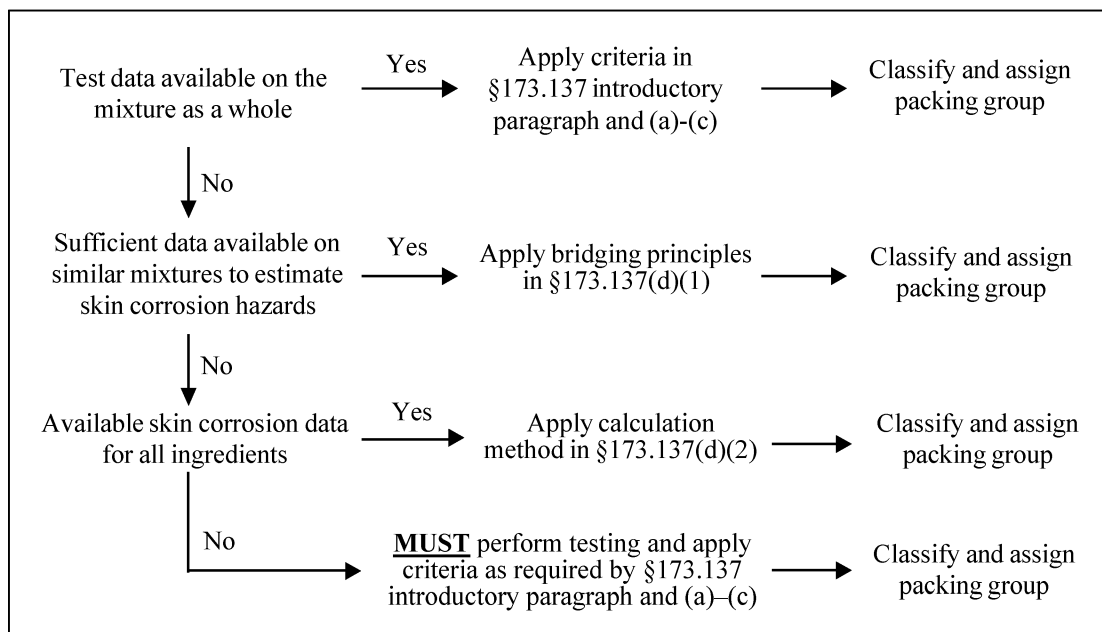 Test data available on the
mixture as a whole
Yes
Apply criteria in
§173.137 introductory
paragraph and (a)-(c)
Classify and assign
packing group
No
Sufficient data available on
similar mixtures to estimate
skin corrosion hazards
Yes
Apply bridging principles
in §173.137(d)(1)
Classify and assign
packing group
No
Available skin corrosion data
for all ingredients
Yes
Apply calculation
method in §173.137(d)(2)
Classify and assign
packing group
No
MUST perform testing and apply
criteria as required by §173.137
introductory paragraph and (a)–(c)
Classify and assign
packing group